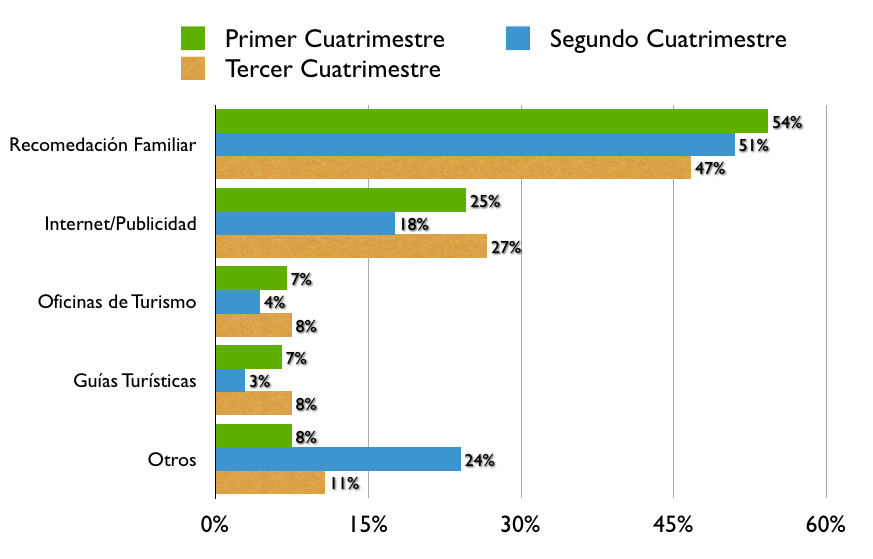 Primer Cuatrimestre
Segundo Cuatrimestre
Tercer Cuatrimestre
Recomedación Familiar
54%
51%
47%
Internet/Publicidad
25%
18%
27%
Oficinas de Turismo
7%
4%
8%
Guías Turísticas
7%
3%
8%
Otros
8%
24%
11%
0%
15%
30%
45%
60%